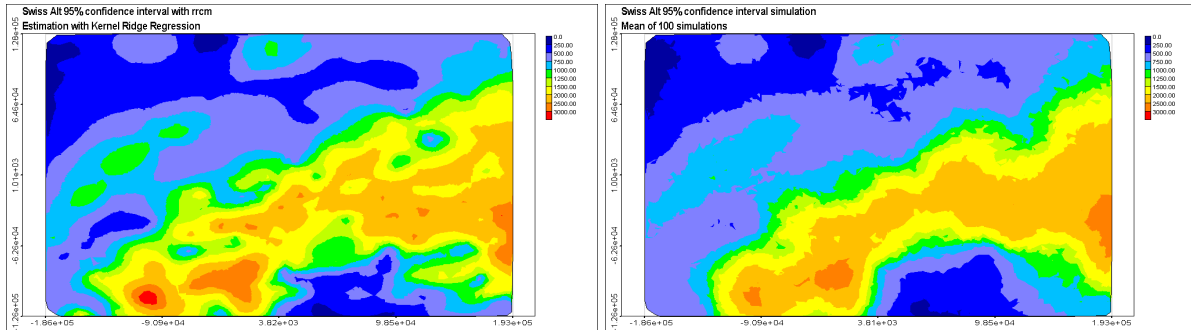 Swiss Alt 95% confidence interval with rrcm
Estimation with Kernel Ridge Regression
1.28e+05
6.46e+04
1.01e+03
-6.26e+04
-1.26e+05
-1.86e+05
-9.09e+04
3.82e+03
9.85e+04
1.93e+05
0.0
250.00
500.00
750.00
1000.00
1250.00
1500.00
2000.00
2500.00
3000.00
Swiss Alt 95% confidence interval simulation
Mean of 100 simulations
1.28e+05
6.46e+04
1.00e+03
-6.26e+04
-1.26e+05
-1.86e+05
-9.09e+04
3.81e+03
9.85e+04
1.93e+05
0.0
250.00
500.00
750.00
1000.00
1250.00
1500.00
2000.00
2500.00
3000.00